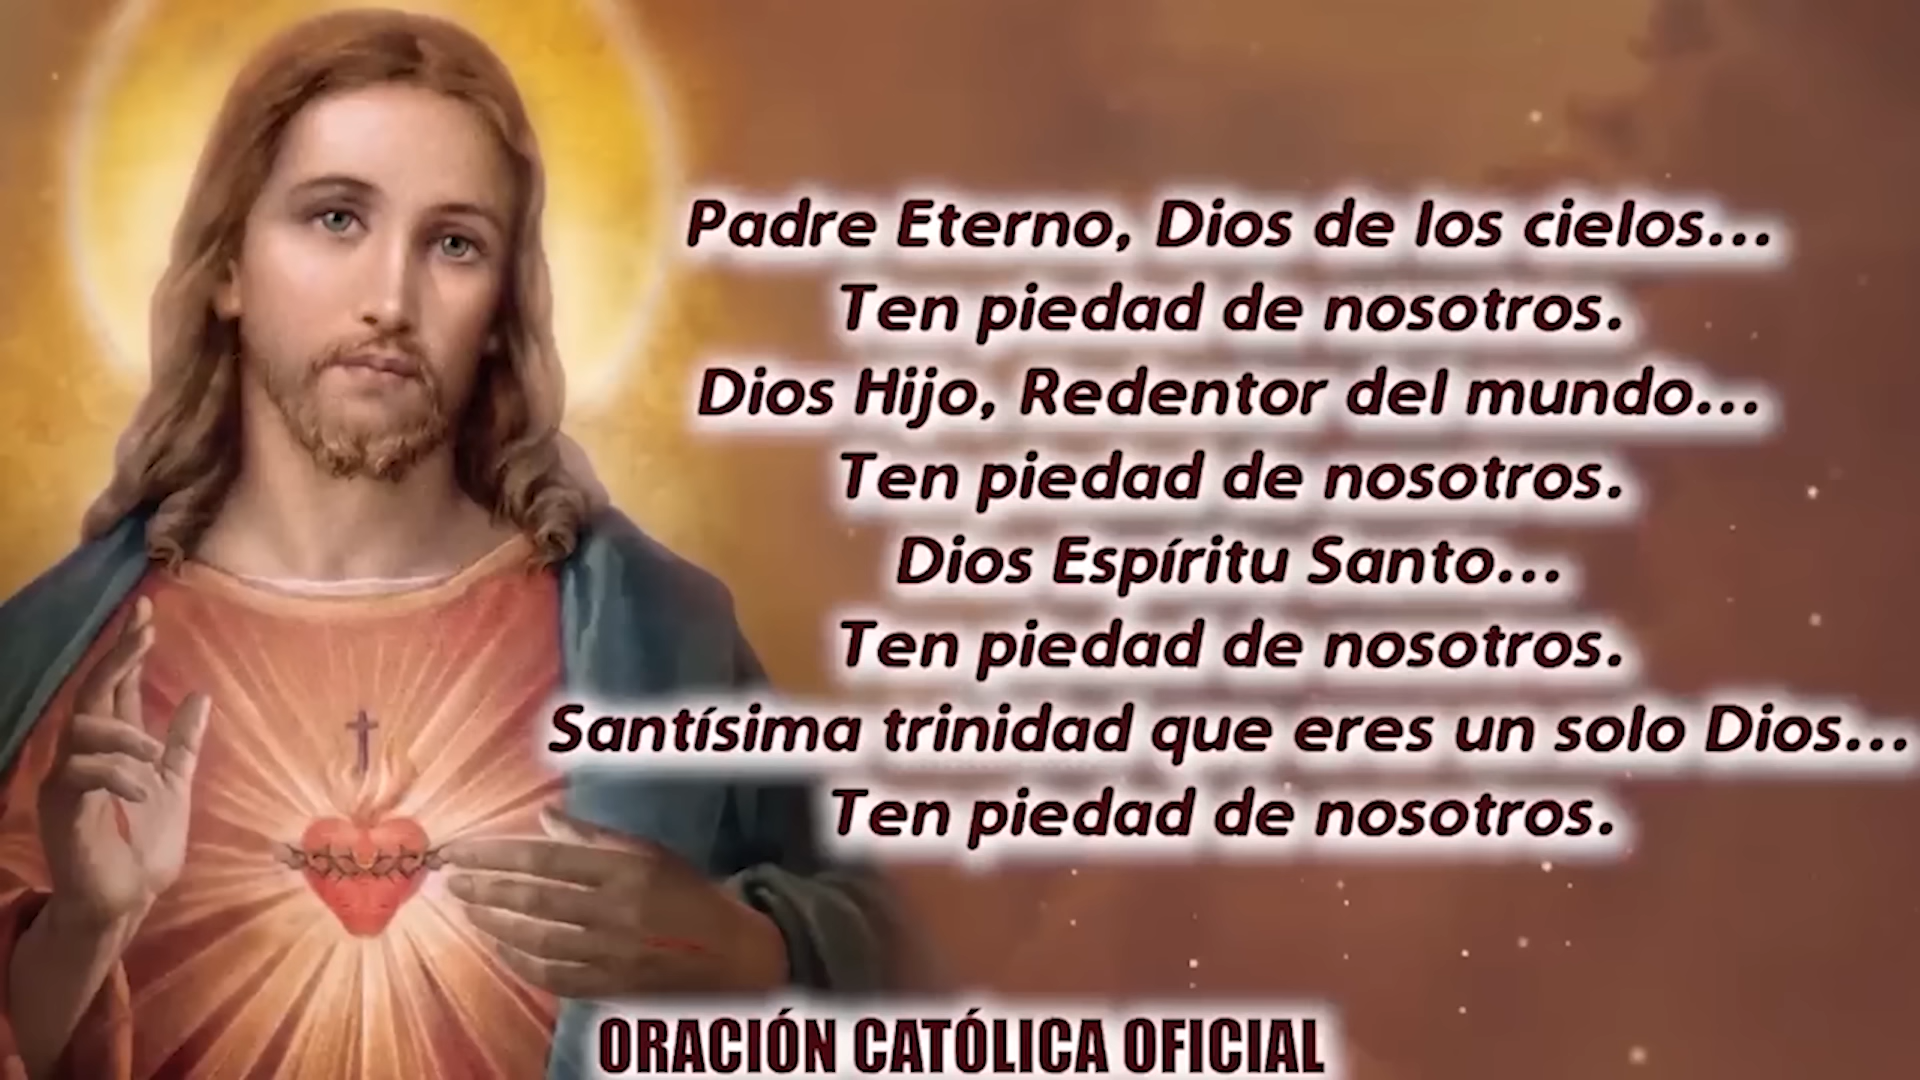 Padre Eterno, Dios de los cielos...
Ten piedad de nosotros.
Dios Hijo, Redentor del mundo...
Ten piedad de nosotros.
Dios Espíritu Santo...
Ten piedad de nosotros.
Santísima trinidad que eres un solo Dios...
Ten piedad de nosotros.
ORACIÓN CATÓLICA OFICIAL